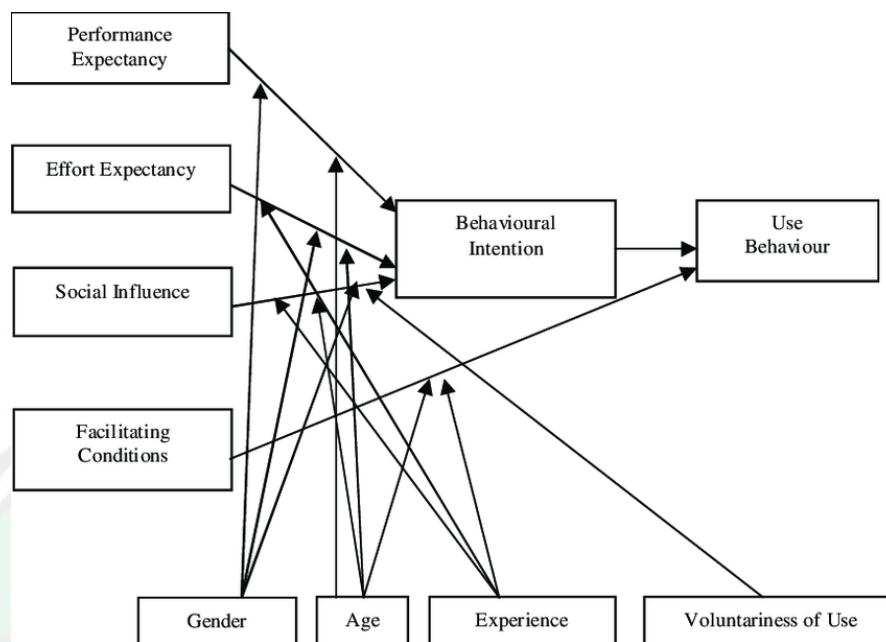 Performance
Expectancy
Effort Expectancy
Behavioural
Intention
Use
Behaviour
Social Influence
Facilitating
Conditions
Gender
Age
Experience
Voluntariness of Use